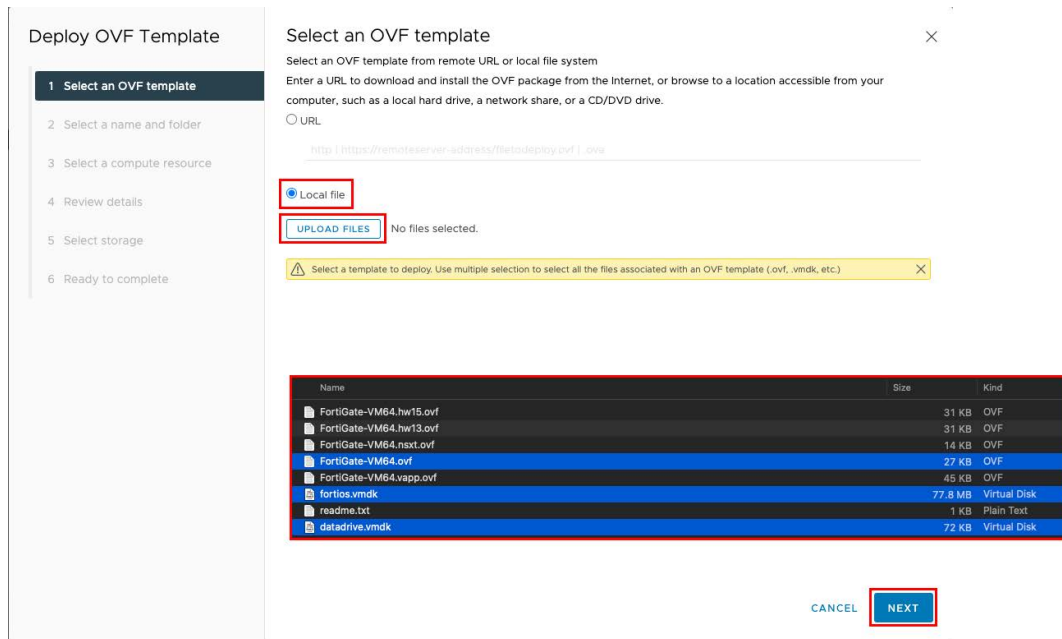 Deploy OVF Template
1 Select an OVF template
2 Select a name and folder
3 Select a compute resource
4 Review details
5 Select storage
6 Ready to complete
Select an OVF template
Select an OVF template from remote URL or local file system
Enter a URL to download and install the OVF package from the Internet, or browse to a location accessible from your
computer, such as a local hard drive, a network share, or a CD/DVD drive.
URL
http | https://remoteserver-address/filetodeploy.ovf | .ova
Local file
UPLOAD FILES No files selected.
Select a template to deploy. Use multiple selection to select all the files associated with an OVF template (.ovf, .vmdk, etc.)
Name Size Kind
FortiGate-VM64.hw15.ovf 31 KB OVF
FortiGate-VM64.hw13.ovf 31 KB OVF
FortiGate-VM64.nsxt.ovf 14 KB OVF
FortiGate-VM64.ovf 27 KB OVF
FortiGate-VM64.vapp.ovf 45 KB OVF
fortios.vmdk 77.8 MB Virtual Disk
readme.txt 1 KB Plain Text
datadrive.vmdk 72 KB Virtual Disk
CANCEL NEXT